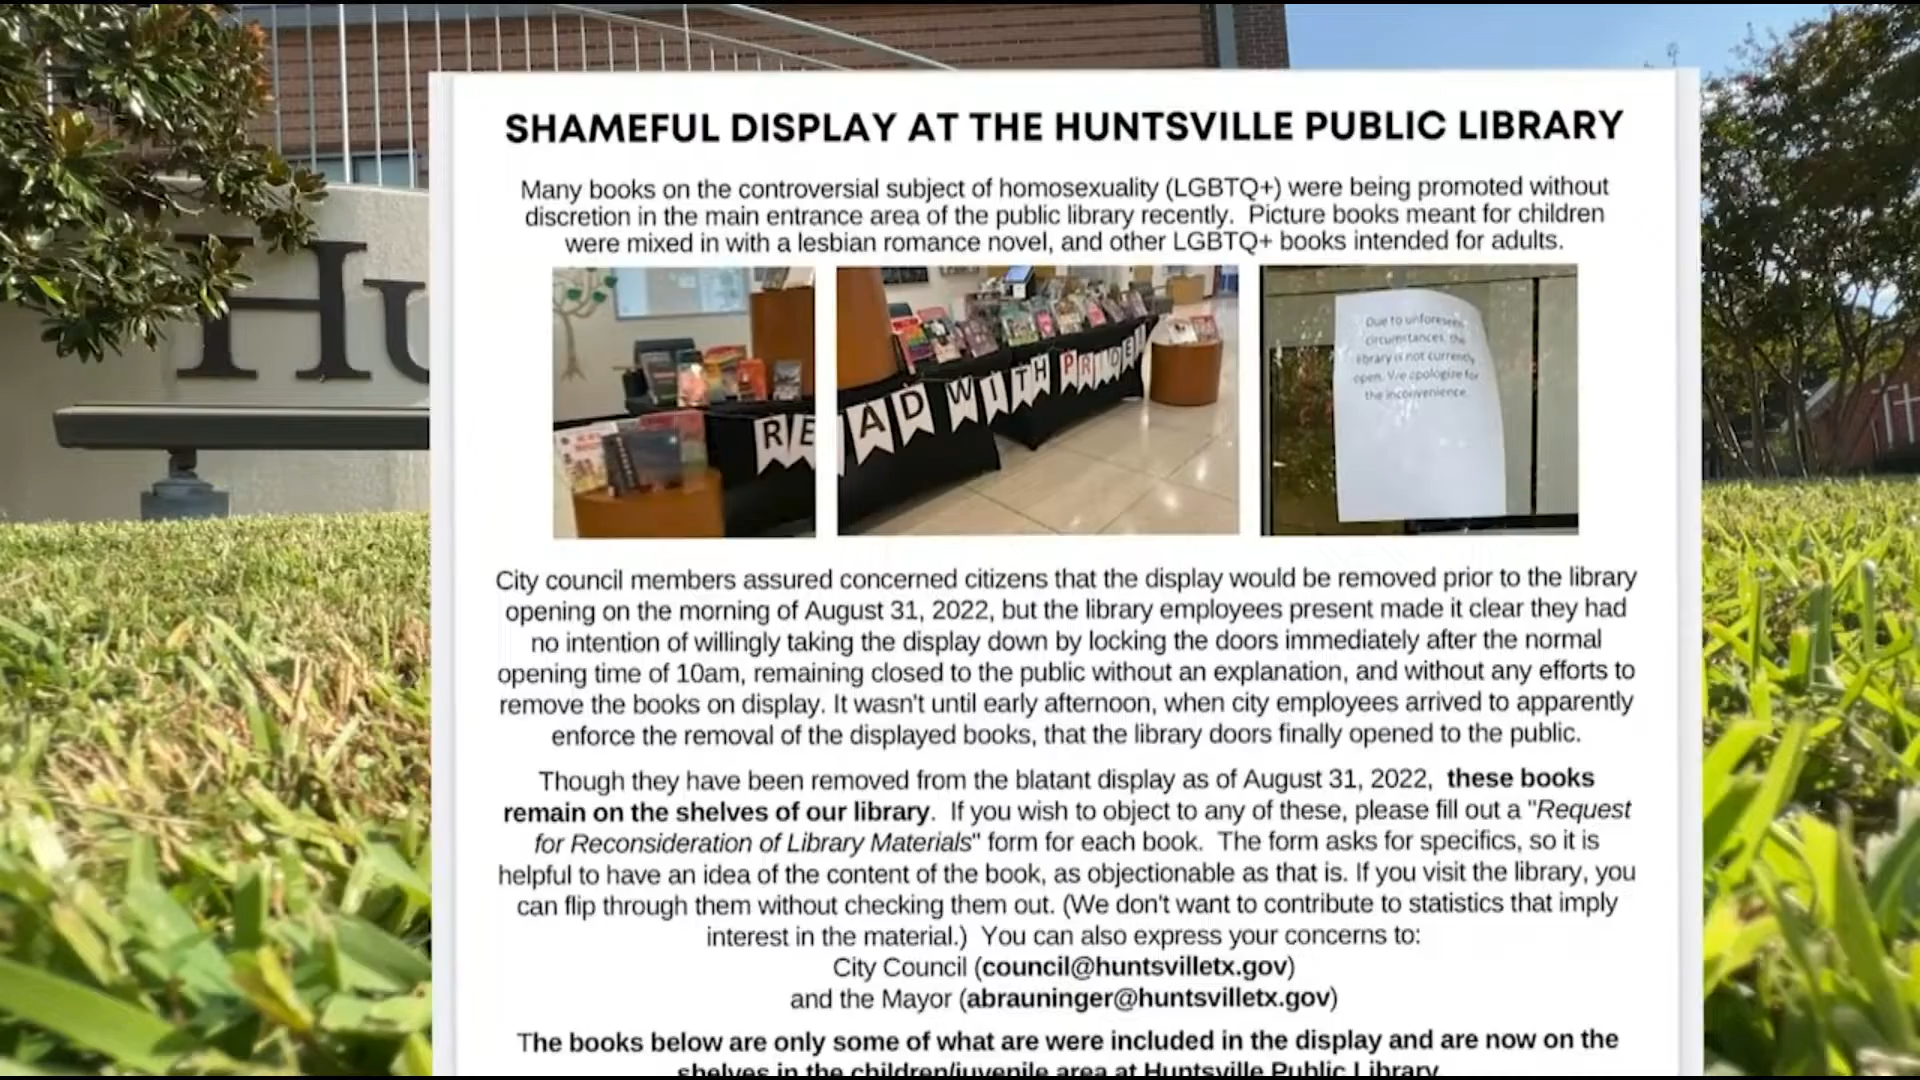 SHAMEFUL DISPLAY AT THE HUNTSVILLE PUBLIC LIBRARY
Many books on the controversial subject of homosexuality (LGBTQ+) were being promoted without
discretion in the main entrance area of the public library recently. Picture books meant for children
were mixed in with a lesbian romance novel, and other LGBTQ+ books intended for adults.
READ WITH PRIDE!
Due to unforeseen
circumstances, the
library is not currently
open. We apologize for
the inconvenience.
Hu
City council members assured concerned citizens that the display would be removed prior to the library
opening on the morning of August 31, 2022, but the library employees present made it clear they had
no intention of willingly taking the display down by locking the doors immediately after the normal
opening time of 10am, remaining closed to the public without an explanation, and without any efforts to
remove the books on display. It wasn't until early afternoon, when city employees arrived to apparently
enforce the removal of the displayed books, that the library doors finally opened to the public.
Though they have been removed from the blatant display as of August 31, 2022, these books
remain on the shelves of our library. If you wish to object to any of these, please fill out a "Request
for Reconsideration of Library Materials" form for each book. The form asks for specifics, so it is
helpful to have an idea of the content of the book, as objectionable as that is. If you visit the library, you
can flip through them without checking them out. (We don't want to contribute to statistics that imply
interest in the material.) You can also express your concerns to:
City Council (council@huntsvilletx.gov)
and the Mayor (abrauninger@huntsvilletx.gov)
The books below are only some of what are were included in the display and are now on the
shelves in the children/juvenile area at Huntsville Public Library.